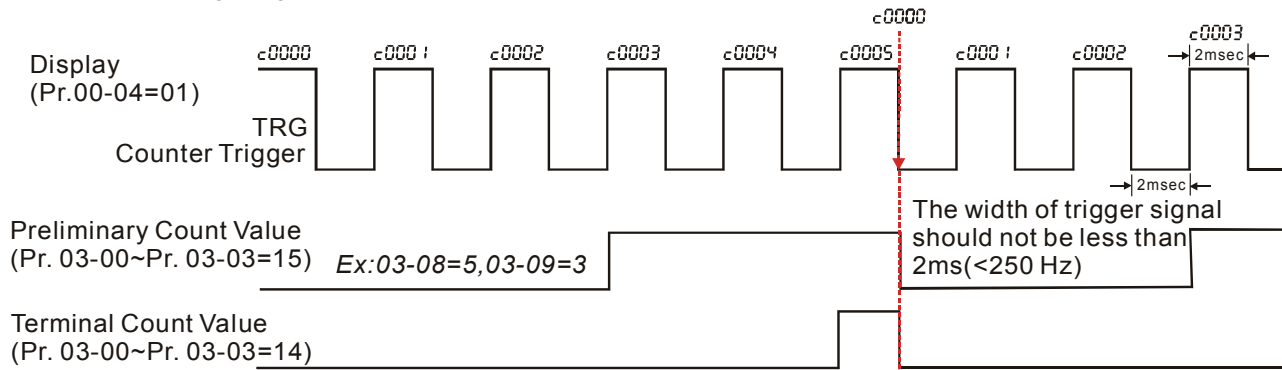 c0000
c0000 c0001 c0002 c0003 c0004 c0005 c0001 c0002 c0003
Display
(Pr.00-04=01)
2msec
TRG
Counter Trigger
2msec
Preliminary Count Value
(Pr. 03-00~Pr. 03-03=15)
Ex:03-08=5,03-09=3
The width of trigger signal
should not be less than
2ms(<250 Hz)
Terminal Count Value
(Pr. 03-00~Pr. 03-03=14)